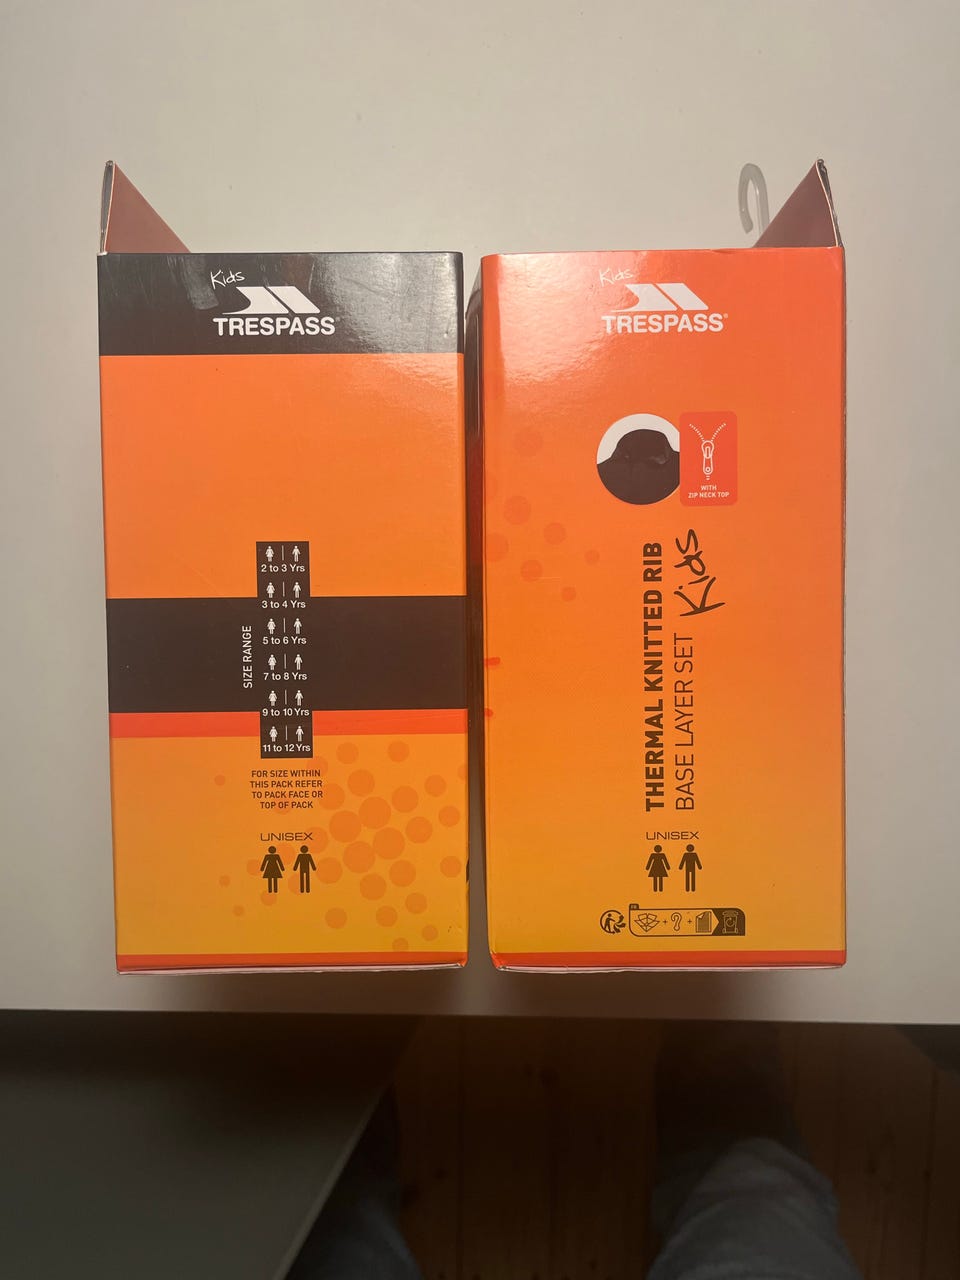 Kids
TRESPASS®
2 to 3 Yrs
3 to 4 Yrs
5 to 6 Yrs
7 to 8 Yrs
9 to 10 Yrs
11 to 12 Yrs
SIZE RANGE
FOR SIZE WITHIN
THIS PACK REFER
TO PACK FACE OR
TOP OF PACK
UNISEX
Kids
TRESPASS®
WITH
ZIP NECK TOP
THERMAL KNITTED RIB
BASE LAYER SET
Kids
UNISEX
FR